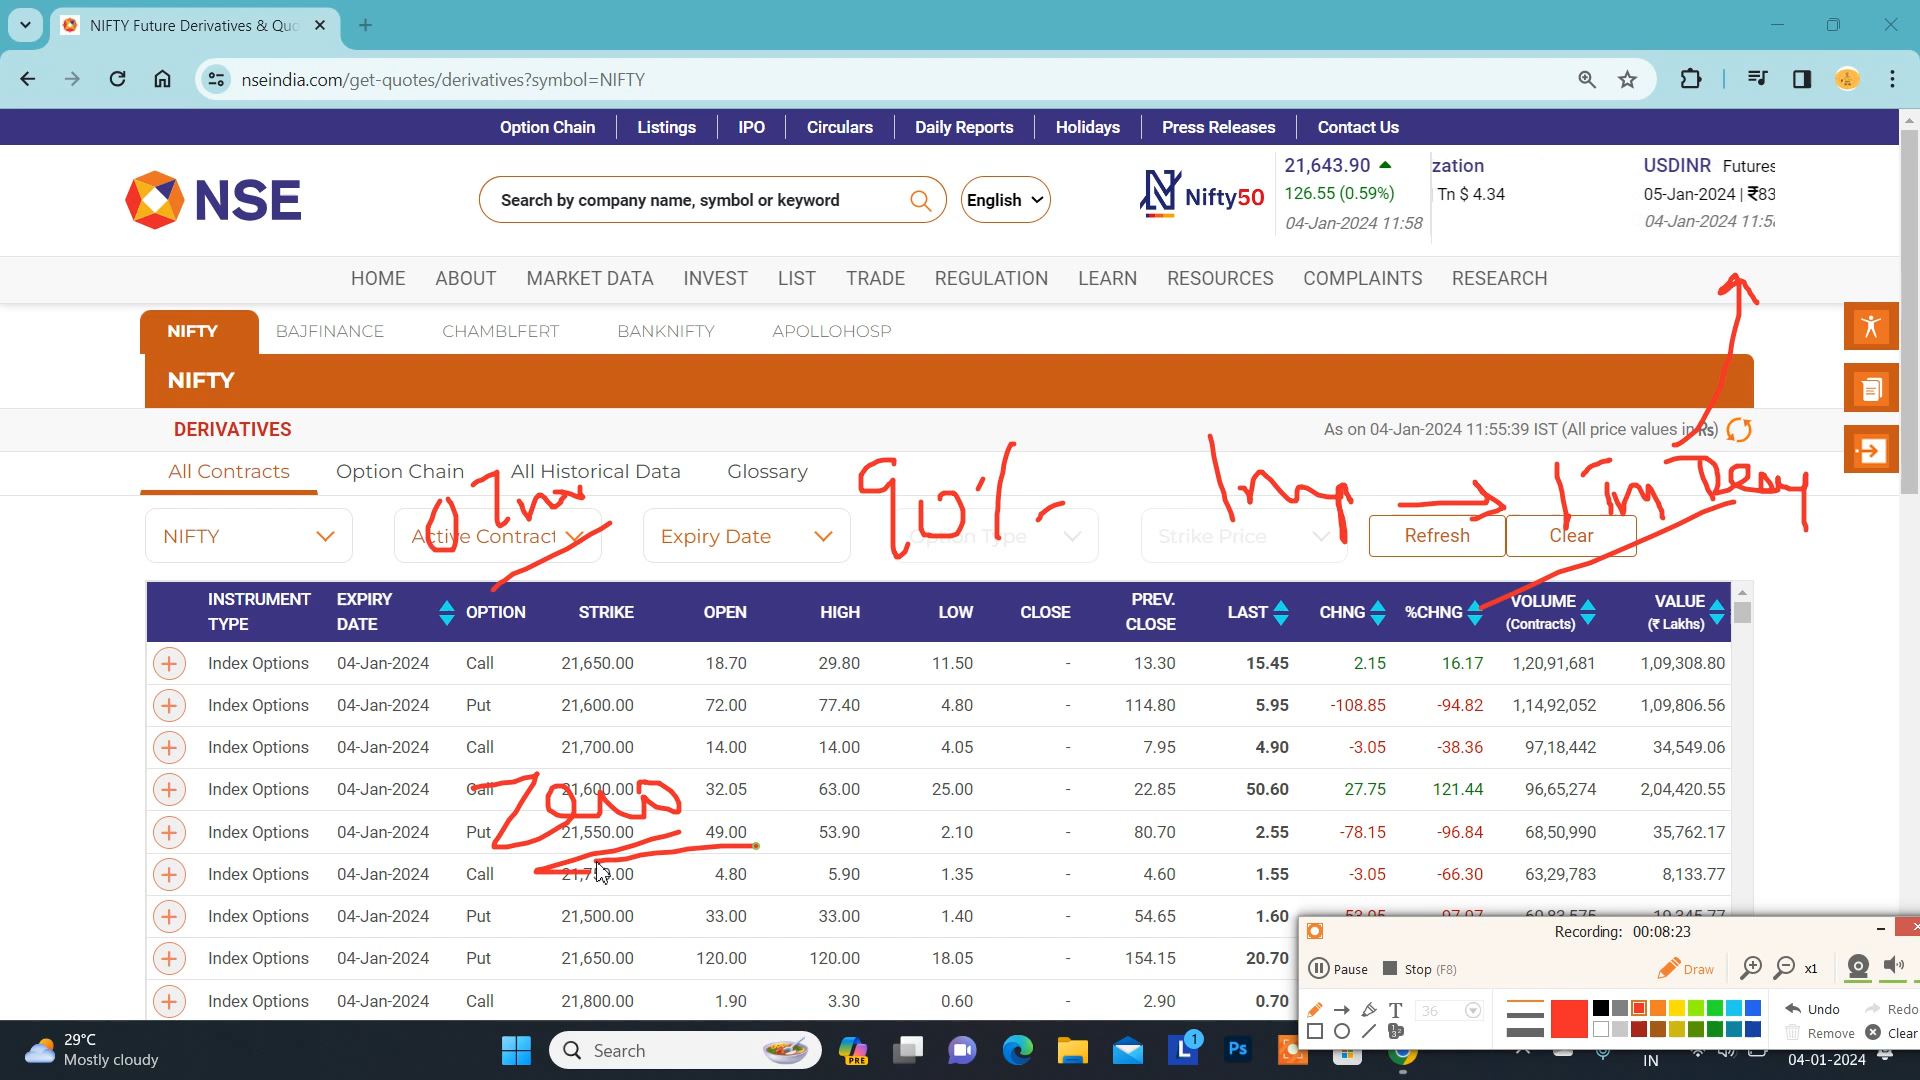 NIFTY Future Derivatives & Quo
nseindia.com/get-quotes/derivatives?symbol=NIFTY
Option Chain Listings IPO Circulars Daily Reports Holidays Press Releases Contact Us
NSE
Search by company name, symbol or keyword
English
Nifty50
21,643.90
126.55 (0.59%)
04-Jan-2024 11:58
zation
Tn $ 4.34
USDINR Futures
05-Jan-2024 | ₹83
04-Jan-2024 11:5
HOME ABOUT MARKET DATA INVEST LIST TRADE REGULATION LEARN RESOURCES COMPLAINTS RESEARCH
NIFTY BAJFINANCE CHAMBLFERT BANKNIFTY APOLLOHOSP
NIFTY
DERIVATIVES
As on 04-Jan-2024 11:55:39 IST (All price values in Rs)
All Contracts Option Chain All Historical Data Glossary
90%
NIFTY Active Contract Expiry Date Option Type Strike Price Refresh Clear
INSTRUMENT TYPE EXPIRY DATE OPTION STRIKE OPEN HIGH LOW CLOSE PREV. CLOSE LAST CHNG %CHNG VOLUME (Contracts) VALUE (₹ Lakhs)
Index Options 04-Jan-2024 Call 21,650.00 18.70 29.80 11.50 - 13.30 15.45 2.15 16.17 1,20,91,681 1,09,308.80
Index Options 04-Jan-2024 Put 21,600.00 72.00 77.40 4.80 - 114.80 5.95 -108.85 -94.82 1,14,92,052 1,09,806.56
Index Options 04-Jan-2024 Call 21,700.00 14.00 14.00 4.05 - 7.95 4.90 -3.05 -38.36 97,18,442 34,549.06
Index Options 04-Jan-2024 Call 21,600.00 32.05 63.00 25.00 - 22.85 50.60 27.75 121.44 96,65,274 2,04,420.55
Zero
Index Options 04-Jan-2024 Put 21,550.00 49.00 53.90 2.10 - 80.70 2.55 -78.15 -96.84 68,50,990 35,762.17
Index Options 04-Jan-2024 Call 21,750.00 4.80 5.90 1.35 - 4.60 1.55 -3.05 -66.30 63,29,783 8,133.77
Index Options 04-Jan-2024 Put 21,500.00 33.00 33.00 1.40 - 54.65 1.60
Index Options 04-Jan-2024 Put 21,650.00 120.00 120.00 18.05 - 154.15 20.70
Index Options 04-Jan-2024 Call 21,800.00 1.90 3.30 0.60 - 2.90 0.70
Recording: 00:08:23
Pause Stop (F8) Draw x1
T 36 Undo Redo
Remove Clear
29°C
Mostly cloudy
Search
PRE
L 1
Ps
IN
04-01-2024